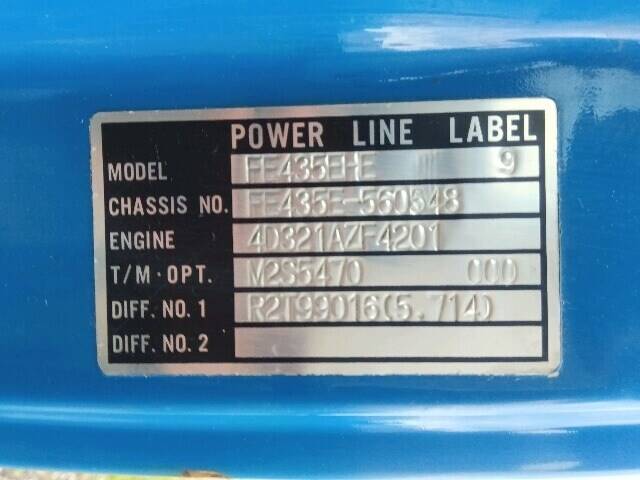 POWER LINE LABEL
MODEL FE435EHE 9
CHASSIS NO. FE435E-560348
ENGINE 4D321AZF4201
T/M·OPT. M2S5470 000
DIFF. NO. 1 R2T99016(5.714)
DIFF. NO. 2